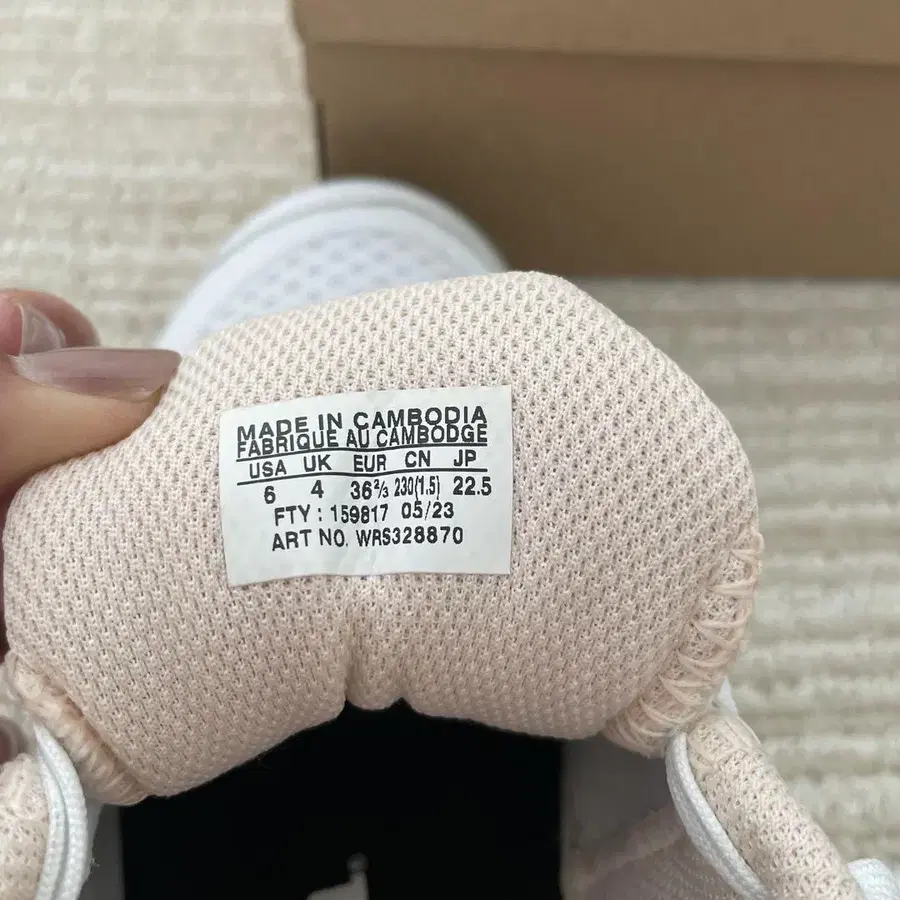 MADE IN CAMBODIA
FABRIQUE AU CAMBODGE
USA UK EUR CN JP
6 4 36⅔ 230(1.5) 22.5
FTY : 159817 05/23
ART NO. WRS328870